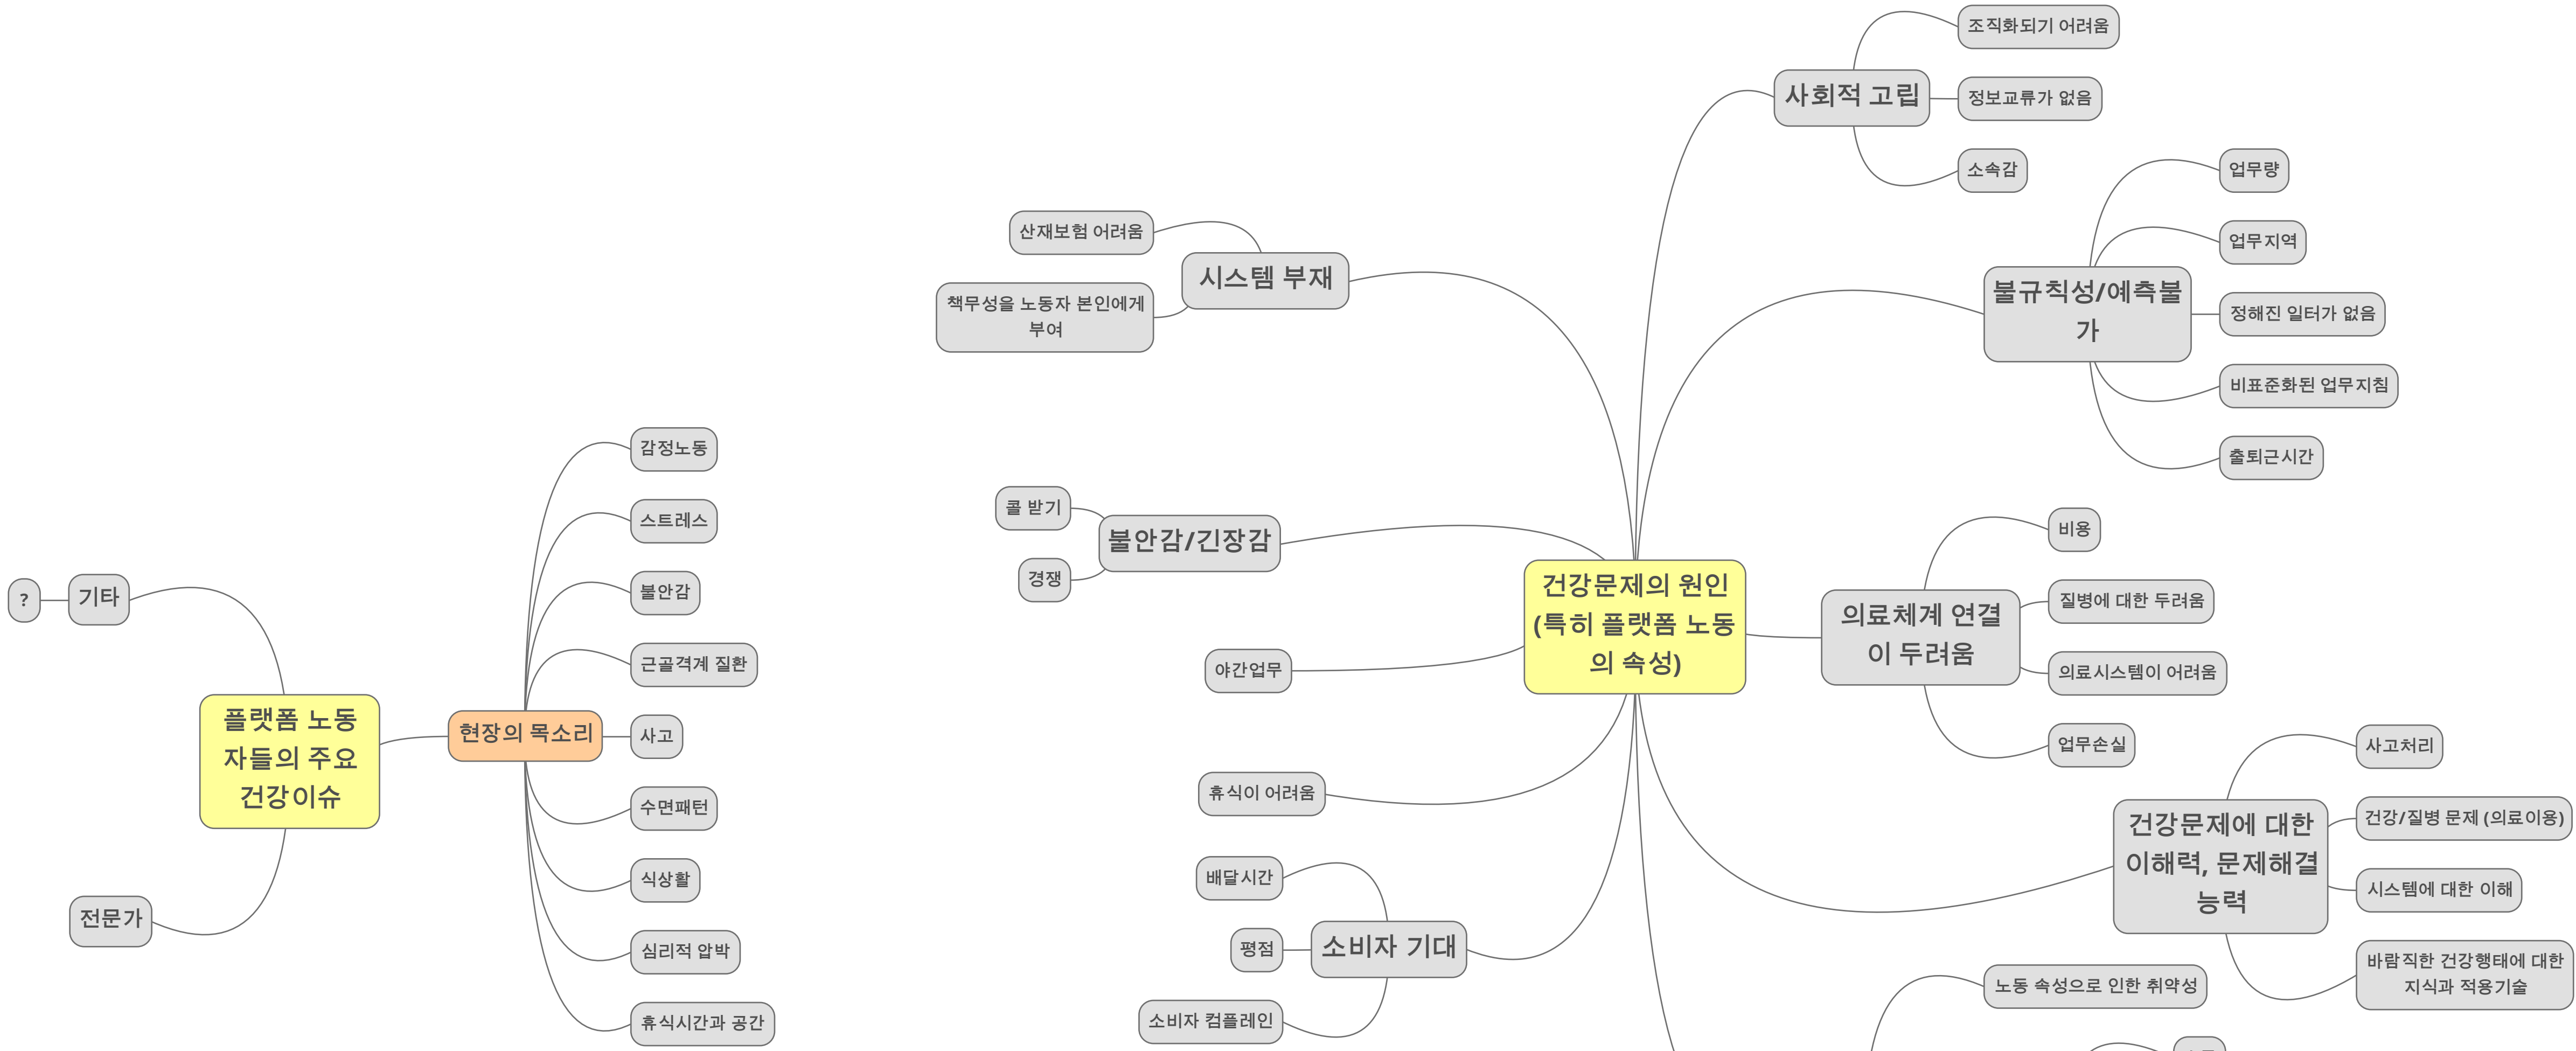 조직화되기 어려움
사회적 고립
정보교류가 없음
소속감
업무량
업무지역
불규칙성/예측불
가
정해진 일터가 없음
비표준화된 업무지침
출퇴근시간
산재보험 어려움
시스템 부재
책무성을 노동자 본인에게
부여
콜 받기
불안감/긴장감
경쟁
건강문제의 원인
(특히 플랫폼 노동
의 속성)
비용
질병에 대한 두려움
의료체계 연결
이 두려움
의료시스템이 어려움
업무손실
야간업무
휴식이 어려움
사고처리
건강/질병 문제 (의료이용)
건강문제에 대한
이해력, 문제해결
능력
시스템에 대한 이해
바람직한 건강행태에 대한
지식과 적용기술
배달시간
평점
소비자 기대
소비자 컴플레인
노동 속성으로 인한 취약성
감정노동
스트레스
불안감
근골격계 질환
사고
수면패턴
식상활
심리적 압박
휴식시간과 공간
현장의 목소리
플랫폼 노동
자들의 주요
건강이슈
?
기타
전문가